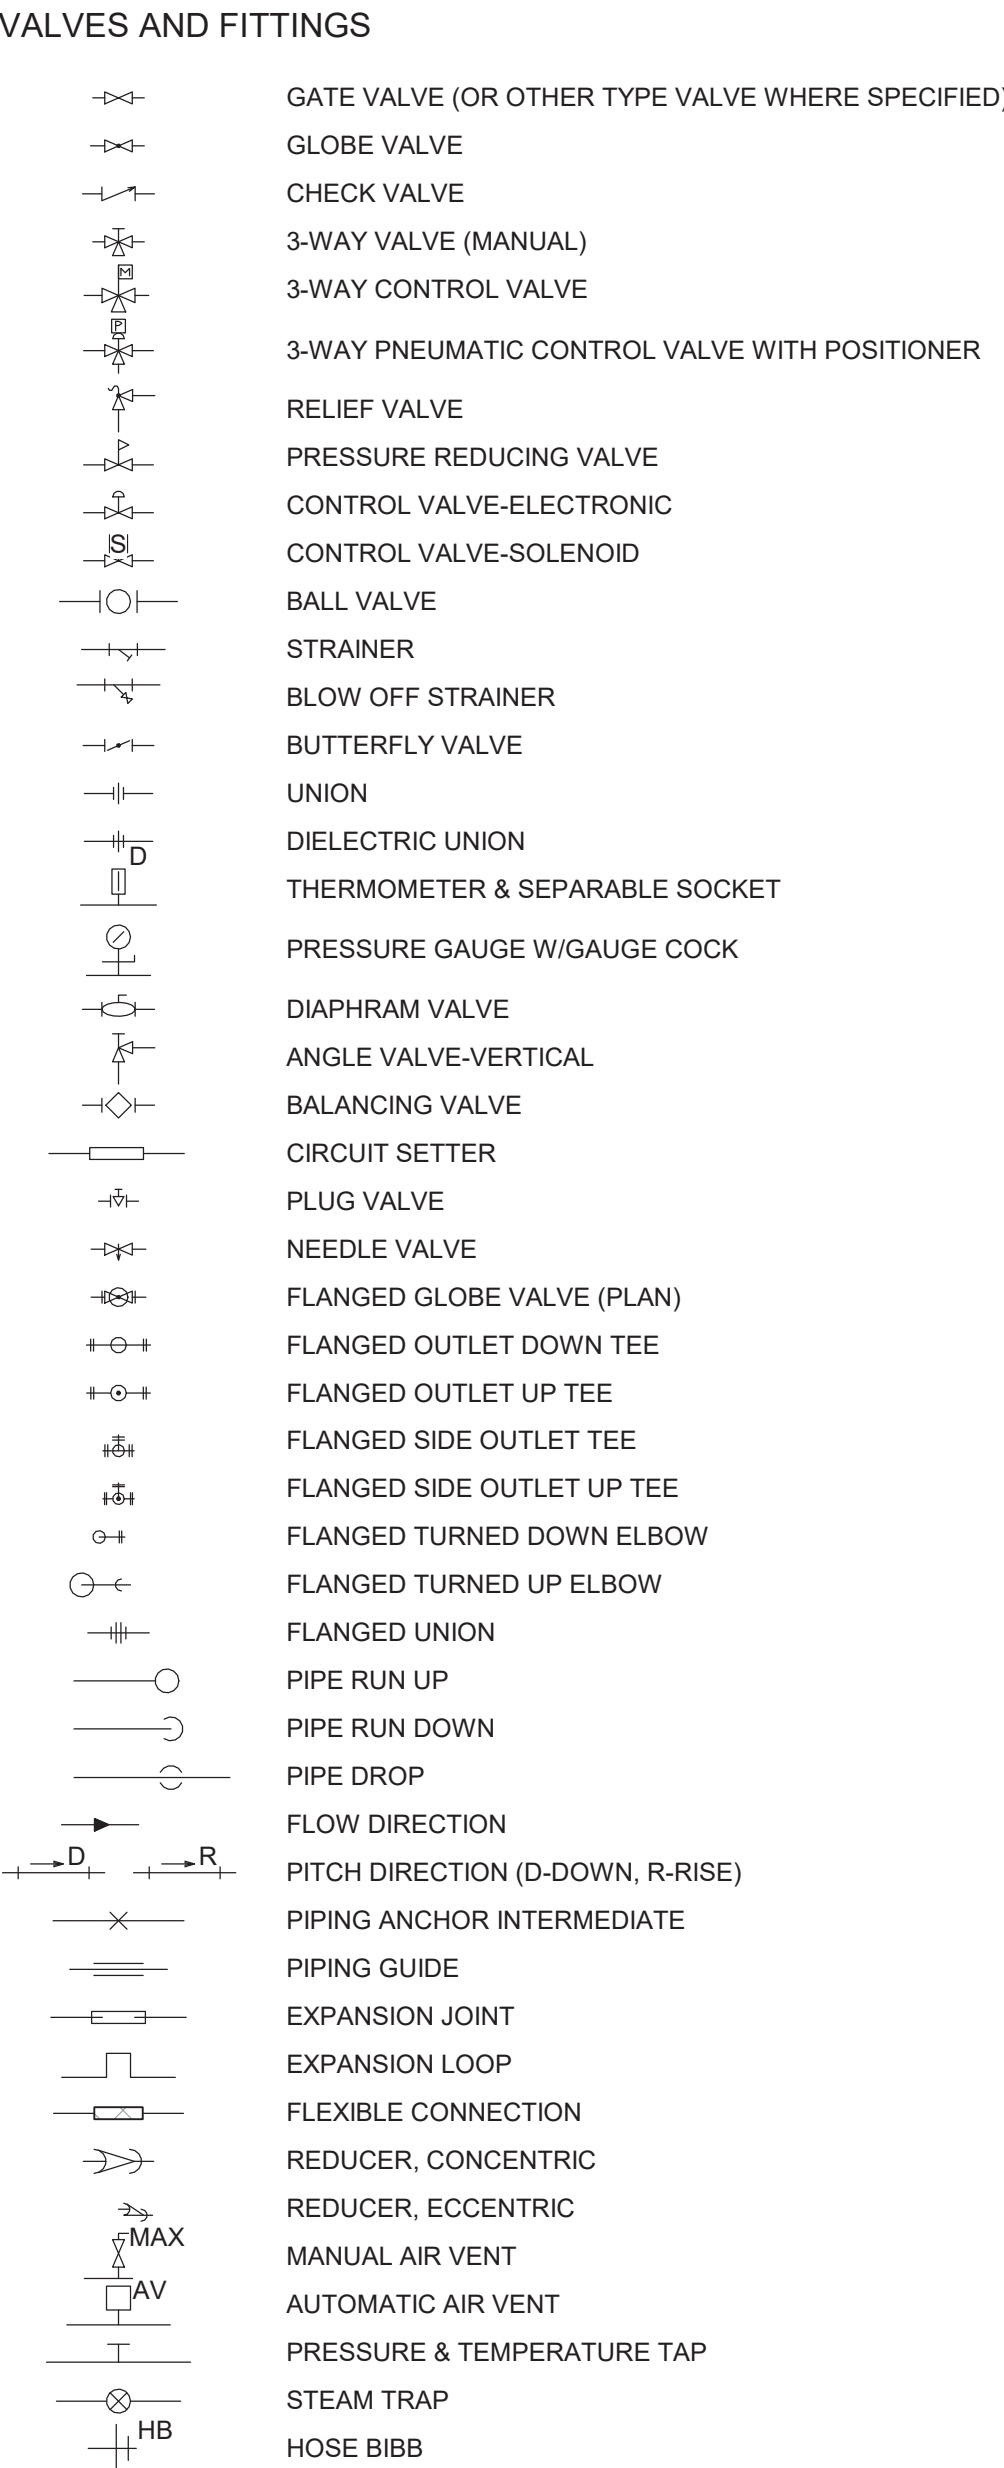 VALVES AND FITTINGS
GATE VALVE (OR OTHER TYPE VALVE WHERE SPECIFIED)
GLOBE VALVE
CHECK VALVE
3-WAY VALVE (MANUAL)
M 3-WAY CONTROL VALVE
P 3-WAY PNEUMATIC CONTROL VALVE WITH POSITIONER
RELIEF VALVE
PRESSURE REDUCING VALVE
CONTROL VALVE-ELECTRONIC
S CONTROL VALVE-SOLENOID
BALL VALVE
STRAINER
BLOW OFF STRAINER
BUTTERFLY VALVE
UNION
D DIELECTRIC UNION
THERMOMETER & SEPARABLE SOCKET
PRESSURE GAUGE W/GAUGE COCK
DIAPHRAM VALVE
ANGLE VALVE-VERTICAL
BALANCING VALVE
CIRCUIT SETTER
PLUG VALVE
NEEDLE VALVE
FLANGED GLOBE VALVE (PLAN)
FLANGED OUTLET DOWN TEE
FLANGED OUTLET UP TEE
FLANGED SIDE OUTLET TEE
FLANGED SIDE OUTLET UP TEE
FLANGED TURNED DOWN ELBOW
FLANGED TURNED UP ELBOW
FLANGED UNION
PIPE RUN UP
PIPE RUN DOWN
PIPE DROP
FLOW DIRECTION
D R PITCH DIRECTION (D-DOWN, R-RISE)
PIPING ANCHOR INTERMEDIATE
PIPING GUIDE
EXPANSION JOINT
EXPANSION LOOP
FLEXIBLE CONNECTION
REDUCER, CONCENTRIC
REDUCER, ECCENTRIC
MAX MANUAL AIR VENT
AV AUTOMATIC AIR VENT
PRESSURE & TEMPERATURE TAP
STEAM TRAP
HB HOSE BIBB